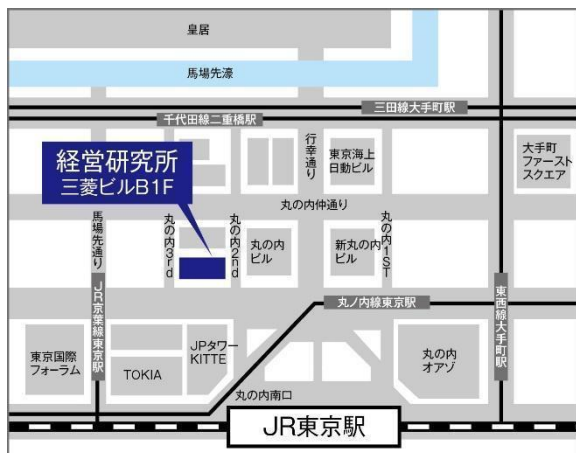 皇居
馬場先濠
三田線大手町駅
千代田線二重橋駅
経営研究所
三菱ビルB1F
行幸通り
東京海上
日動ビル
大手町
ファースト
スクエア
丸の内仲通り
馬場先通り
丸の内3rd
丸の内2nd
丸の内
ビル
新丸の内
ビル
丸の内1ST
JR京葉線東京駅
丸ノ内線東京駅
東西線大手町駅
東京国際
フォーラム
TOKIA
JPタワー
KITTE
丸の内
オアゾ
丸の内南口
JR東京駅